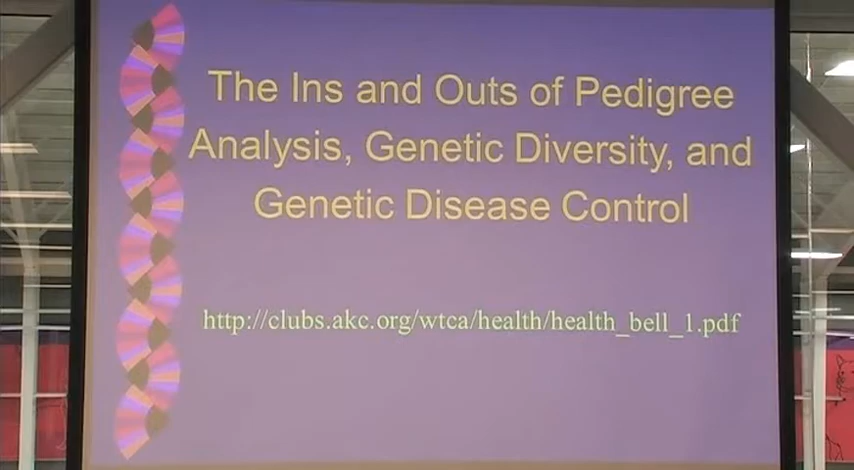 The Ins and Outs of Pedigree
Analysis, Genetic Diversity, and
Genetic Disease Control
http://clubs.akc.org/wtca/health/health_bell_1.pdf